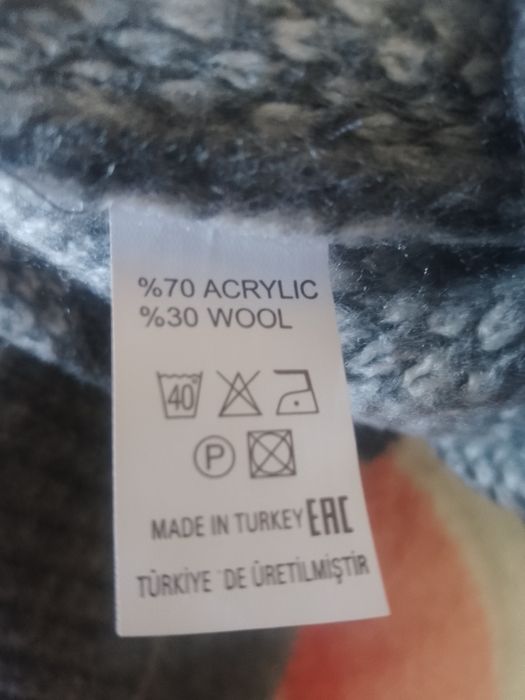 %70 ACRYLIC
%30 WOOL
40°
P
MADE IN TURKEY EAC
TÜRKİYE ¨DE ÜRETİLMİŞTİR